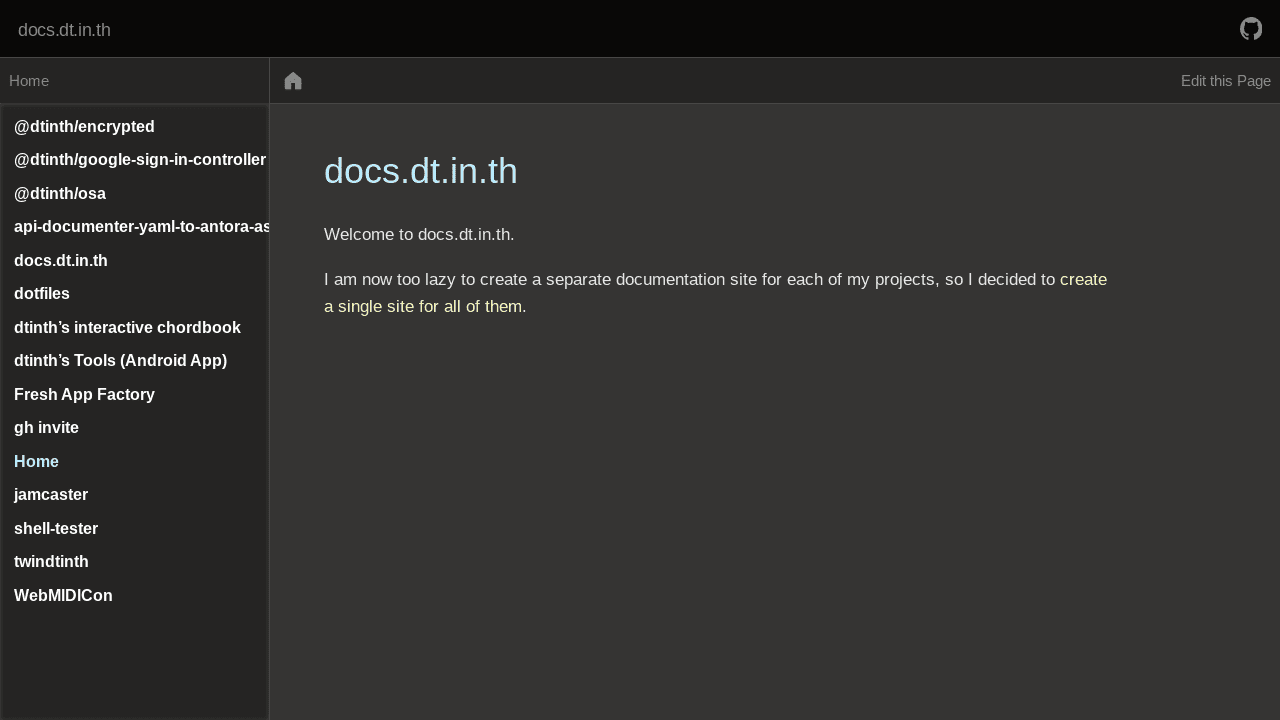 docs.dt.in.th
Home
Edit this Page
@dtinth/encrypted
@dtinth/google-sign-in-controller
@dtinth/osa
api-documenter-yaml-to-antora-as
docs.dt.in.th
dotfiles
dtinth’s interactive chordbook
dtinth’s Tools (Android App)
Fresh App Factory
gh invite
Home
jamcaster
shell-tester
twindtinth
WebMIDICon
docs.dt.in.th
Welcome to docs.dt.in.th.
I am now too lazy to create a separate documentation site for each of my projects, so I decided to create
a single site for all of them.